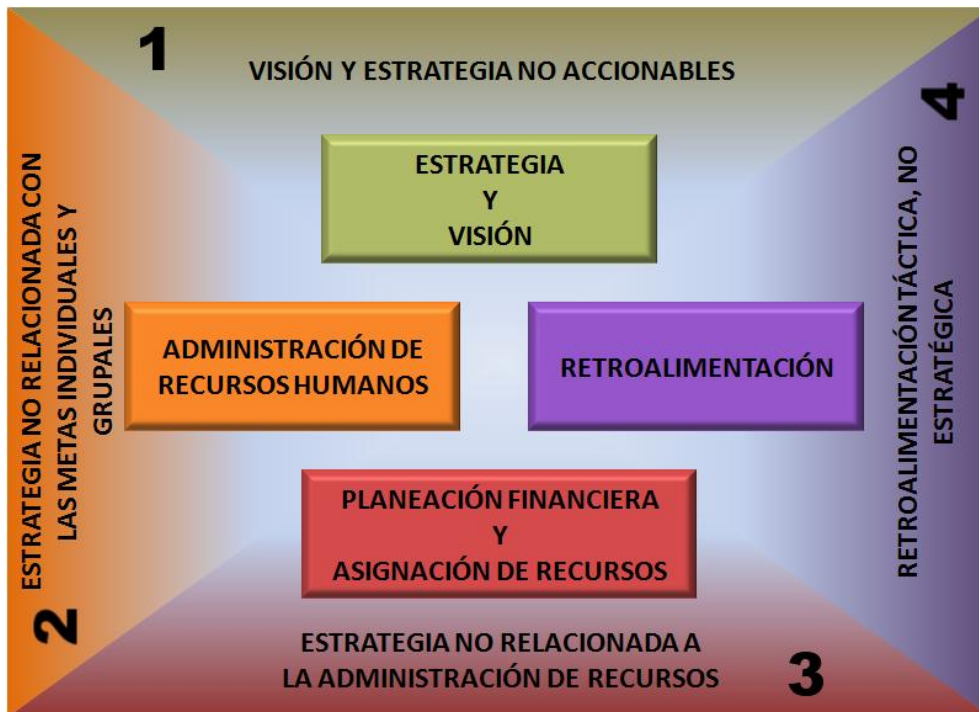 1
VISIÓN Y ESTRATEGIA NO ACCIONABLES
ESTRATEGIA
Y
VISIÓN
ESTRATEGIA NO RELACIONADA CON
LAS METAS INDIVIDUALES Y
GRUPALES
2
ADMINISTRACIÓN DE
RECURSOS HUMANOS
RETROALIMENTACIÓN
4
RETROALIMENTACIÓN TÁCTICA, NO
ESTRATÉGICA
PLANEACIÓN FINANCIERA
Y
ASIGNACIÓN DE RECURSOS
ESTRATEGIA NO RELACIONADA A
LA ADMINISTRACIÓN DE RECURSOS
3